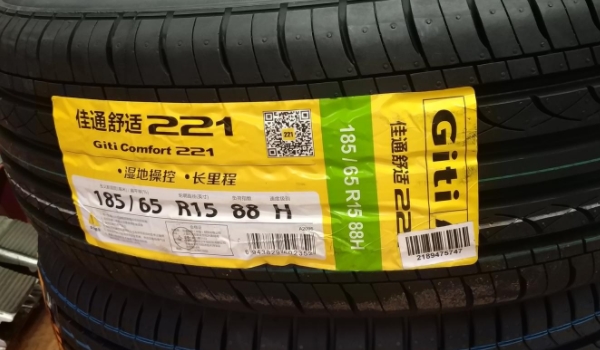 佳通舒适221
Giti Comfort 221
221
·湿地操控 ·长里程
185/65 R15 88 H
185/65 R15 88H
佳通舒适22
Giti
2159475747